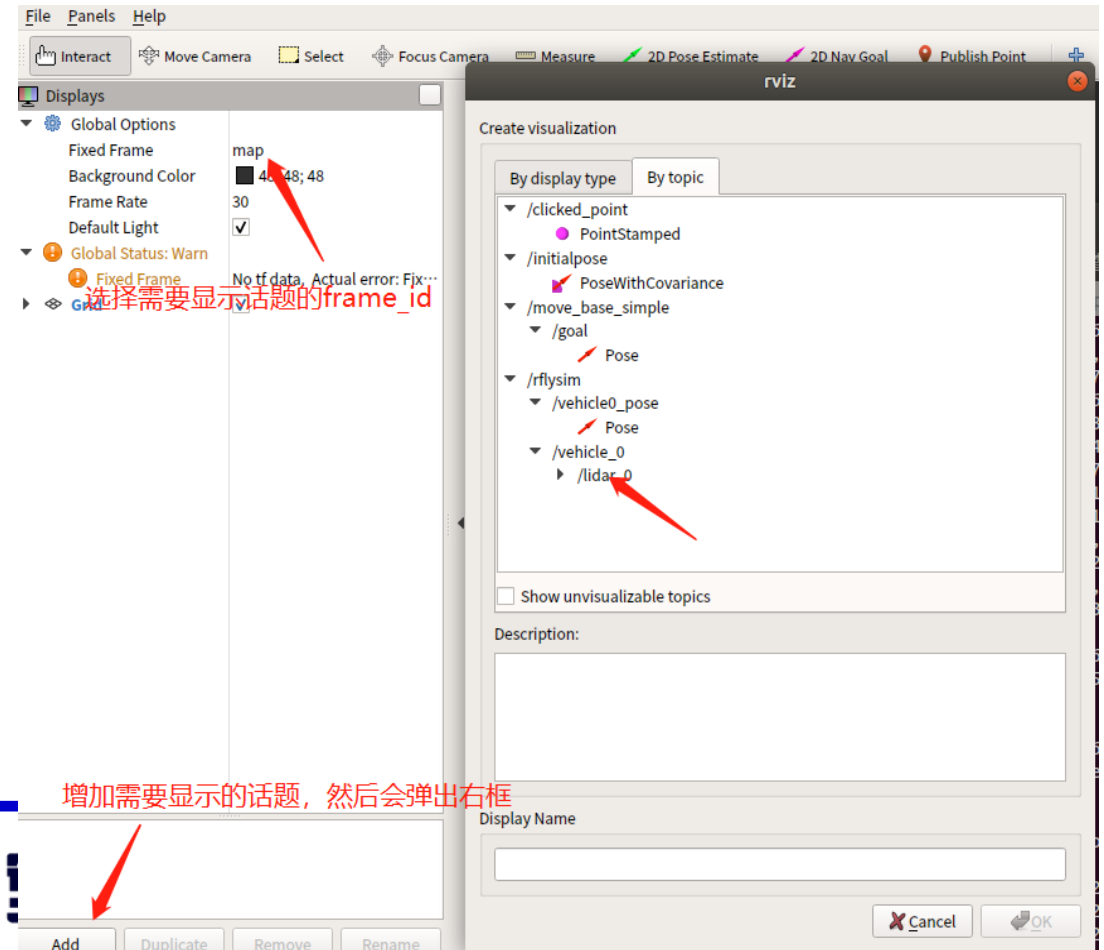 File Panels Help
Interact Move Camera Select Focus Camera Measure 2D Pose Estimate 2D Nav Goal Publish Point
rviz
Displays
Global Options
Fixed Frame map
Background Color 48; 48
Frame Rate 30
Default Light
Global Status: Warn
Fixed Frame No tf data, Actual error: Fix…
选择需要显示话题的frame_id
Grid
增加需要显示的话题，然后会弹出右框
Add Duplicate Remove Rename
Create visualization
By display type By topic
/clicked_point
PointStamped
/initialpose
PoseWithCovariance
/move_base_simple
/goal
Pose
/rflysim
/vehicle0_pose
Pose
/vehicle_0
/lidar_0
Show unvisualizable topics
Description:
Display Name
Cancel OK